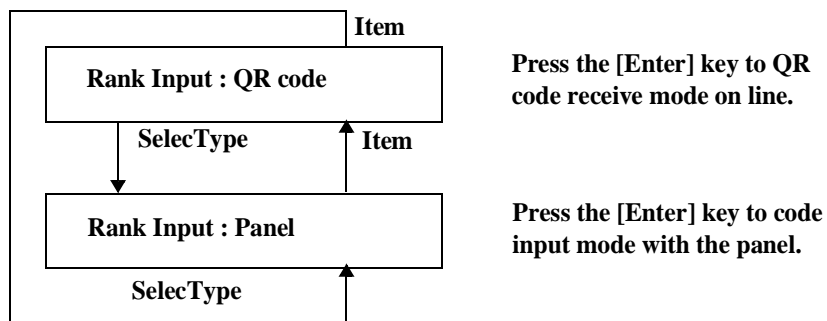 Item
Rank Input : QR code
Press the [Enter] key to QR
code receive mode on line.
SelecType
Item
Rank Input : Panel
Press the [Enter] key to code
input mode with the panel.
SelecType